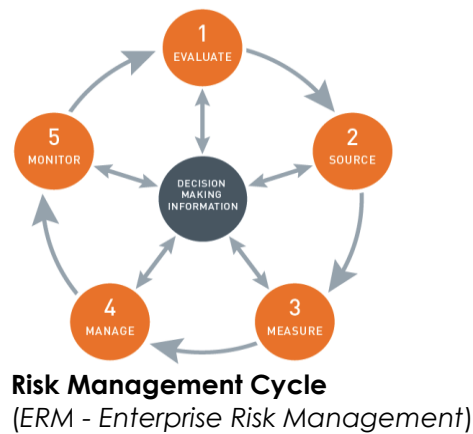 1
EVALUATE
2
SOURCE
3
MEASURE
4
MANAGE
5
MONITOR
DECISION
MAKING
INFORMATION
Risk Management Cycle
(ERM - Enterprise Risk Management)